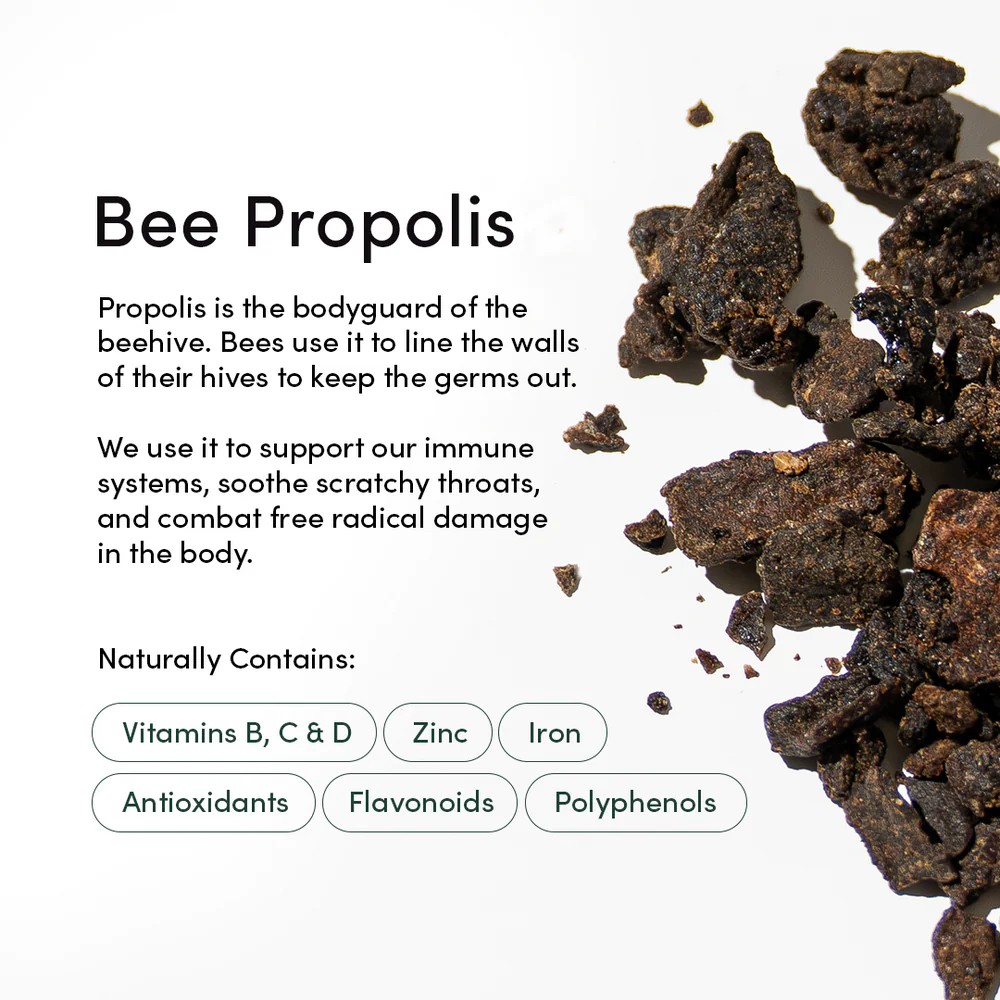 Bee Propolis
Propolis is the bodyguard of the
beehive. Bees use it to line the walls
of their hives to keep the germs out.
We use it to support our immune
systems, soothe scratchy throats,
and combat free radical damage
in the body.
Naturally Contains:
Vitamins B, C & D Zinc Iron
Antioxidants Flavonoids Polyphenols